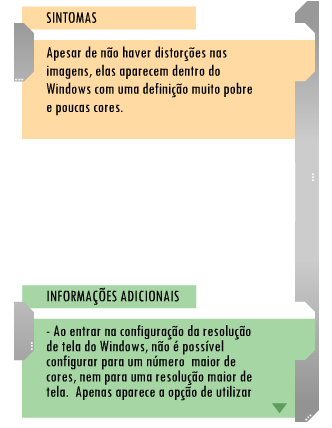 SINTOMAS
Apesar de não haver distorções nas
imagens, elas aparecem dentro do
Windows com uma definição muito pobre
e poucas cores.
INFORMAÇÕES ADICIONAIS
- Ao entrar na configuração da resolução
de tela do Windows, não é possível
configurar para um número  maior de
cores, nem para uma resolução maior de
tela.  Apenas aparece a opção de utilizar